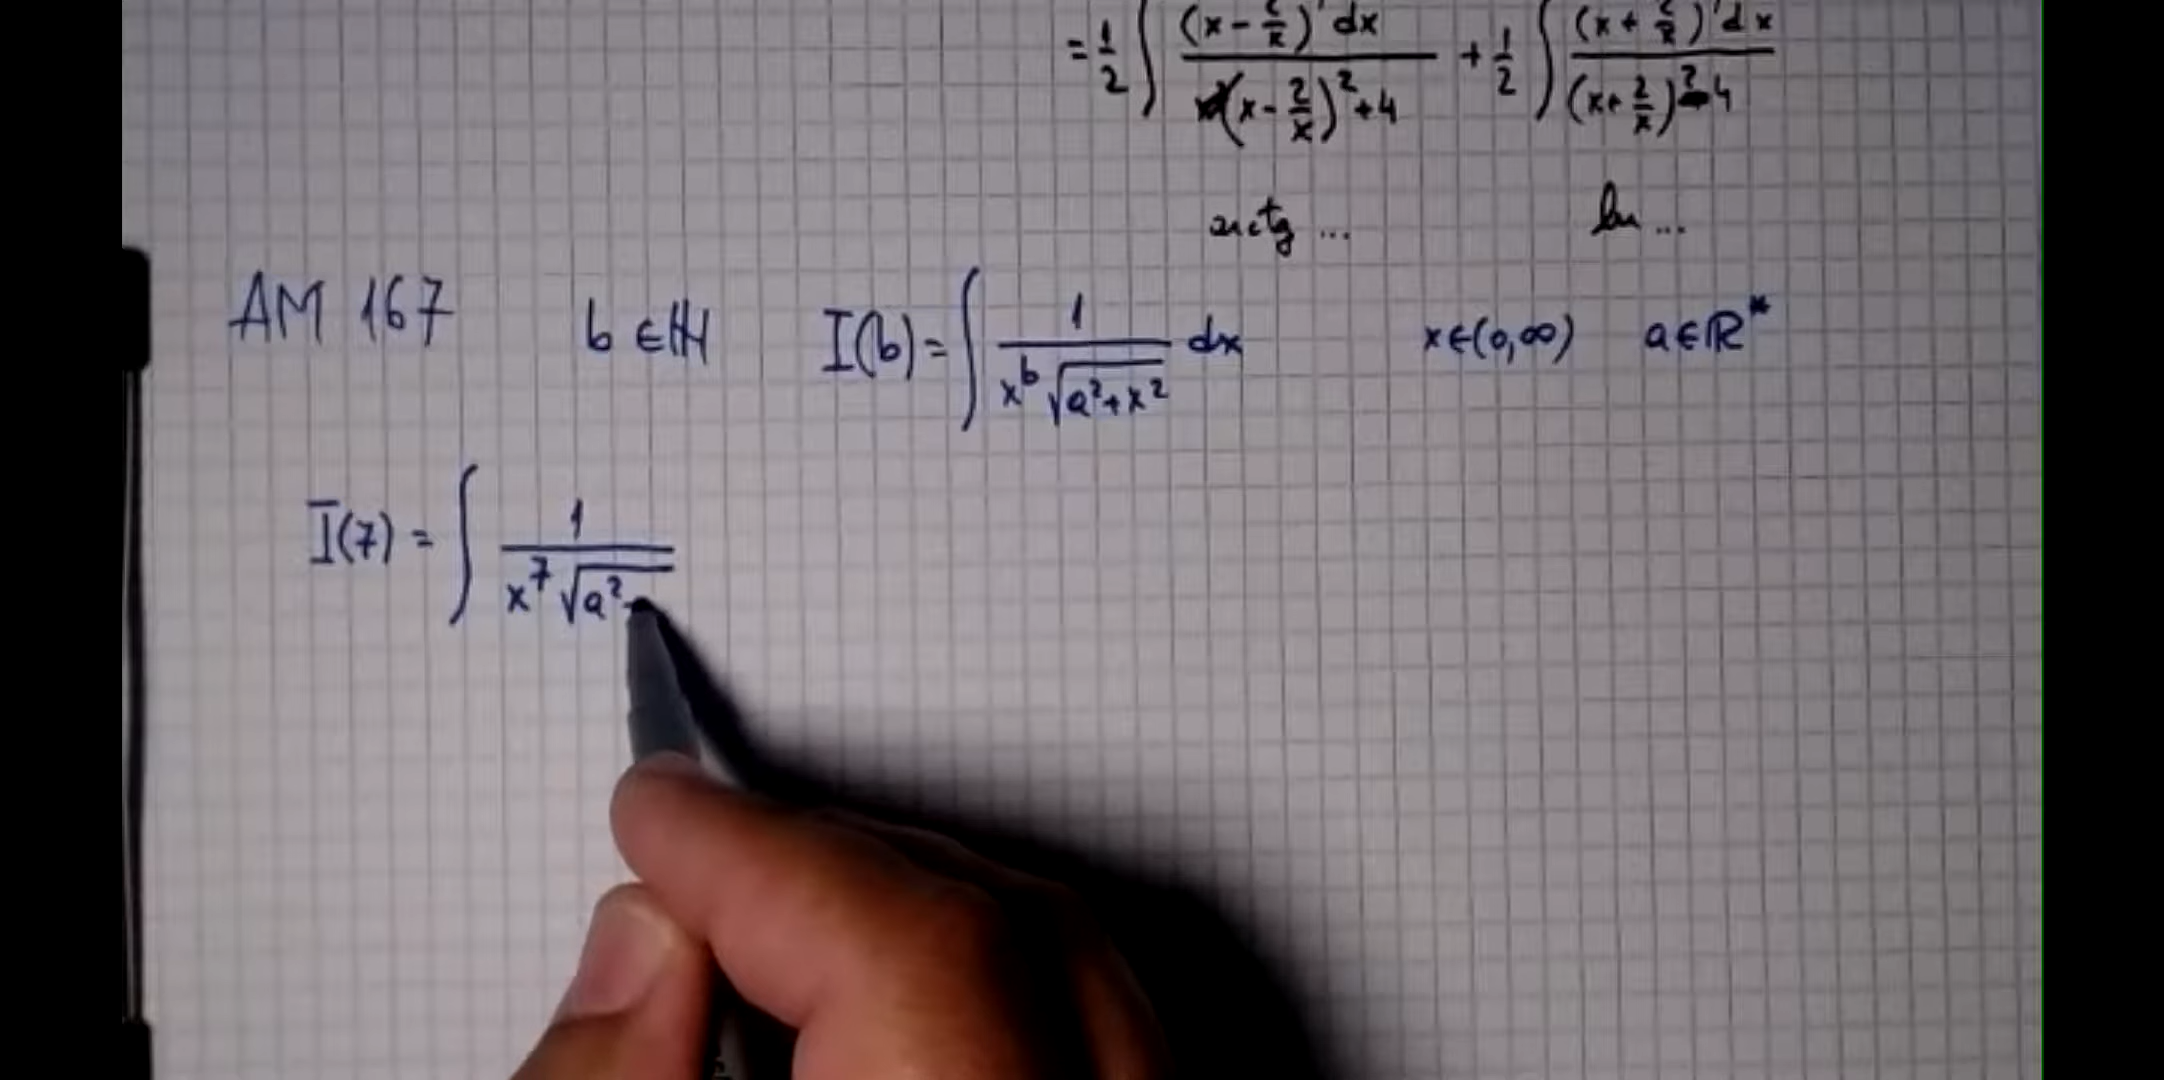 = 1/2 ∫ (x - 2/x)' dx / ((x - 2/x)² + 4) + 1/2 ∫ (x + 2/x)' dx / ((x + 2/x)² - 4)
arctg ... ln ...
AM 167 b ∈ ℕ I(b) = ∫ 1 / (x^b √(a² + x²)) dx x ∈ (0, ∞) a ∈ ℝ*
I(7) = ∫ 1 / (x⁷ √(a² -